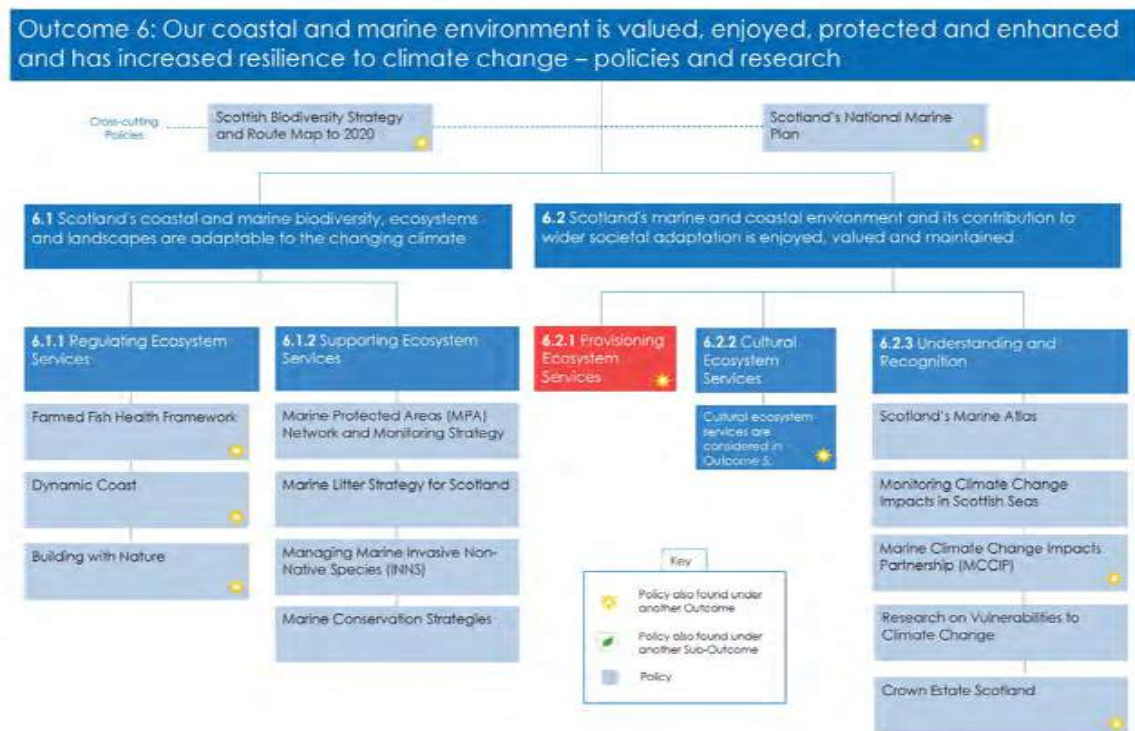 Outcome 6: Our coastal and marine environment is valued, enjoyed, protected and enhanced
and has increased resilience to climate change – policies and research
Cross-cutting
Policies
Scottish Biodiversity Strategy
and Route Map to 2020
Scotland's National Marine
Plan
6.1 Scotland's coastal and marine biodiversity, ecosystems
and landscapes are adaptable to the changing climate
6.2 Scotland's marine and coastal environment and its contribution to
wider societal adaptation is enjoyed, valued and maintained
6.1.1 Regulating Ecosystem
Services
Farmed Fish Health Framework
Dynamic Coast
Building with Nature
6.1.2 Supporting Ecosystem
Services
Marine Protected Areas (MPA)
Network and Monitoring Strategy
Marine Litter Strategy for Scotland
Managing Marine Invasive Non-
Native Species (INNS)
Marine Conservation Strategies
6.2.1 Provisioning
Ecosystem
Services
6.2.2 Cultural
Ecosystem
Services
Cultural ecosystem
services are
considered in
Outcome 5.
6.2.3 Understanding and
Recognition
Scotland's Marine Atlas
Monitoring Climate Change
Impacts in Scottish Seas
Marine Climate Change Impacts
Partnership (MCCIP)
Research on Vulnerabilities to
Climate Change
Crown Estate Scotland
Key
Policy also found under
another Outcome
Policy also found under
another Sub-Outcome
Policy